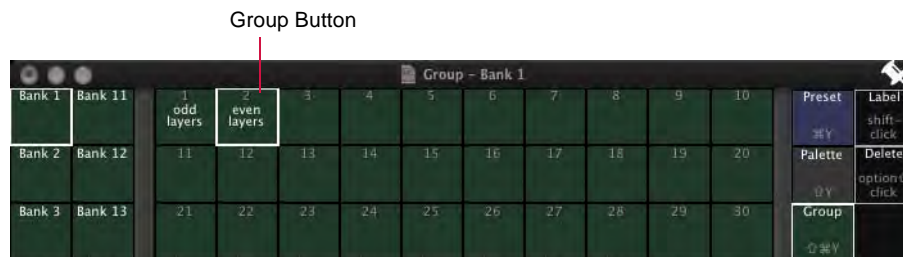 Group Button
Group – Bank 1
Bank 1 Bank 11 1 2 3 4 5 6 7 8 9 10 Preset Label
odd even
layers layers
⌘Y shift-
click
Bank 2 Bank 12 11 12 13 14 15 16 17 18 19 20 Palette Delete
⇧Y option
click
Bank 3 Bank 13 21 22 23 24 25 26 27 28 29 30 Group
⇧⌘Y